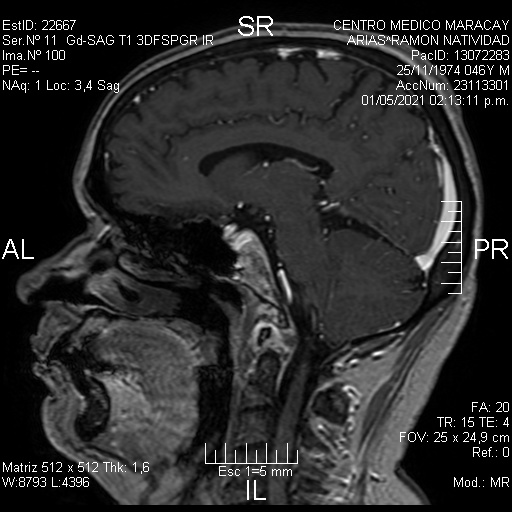 EstID: 22667
Ser.Nº 11 Gd-SAG T1 3DFSPGR IR
Ima.Nº 100
PE= --
NAq: 1 Loc: 3,4 Sag
SR
CENTRO MEDICO MARACAY
ARIAS^RAMON NATIVIDAD
PacID: 13072283
25/11/1974 046Y M
AccNum: 23113301
01/05/2021 02:13:11 p.m.
AL
PR
FA: 20
TR: 15 TE: 4
FOV: 25 x 24,9 cm
Ref.: 0
Matriz 512 x 512 Thk: 1,6
W:8793 L:4396
Esc 1=5 mm
IL
Mod.: MR